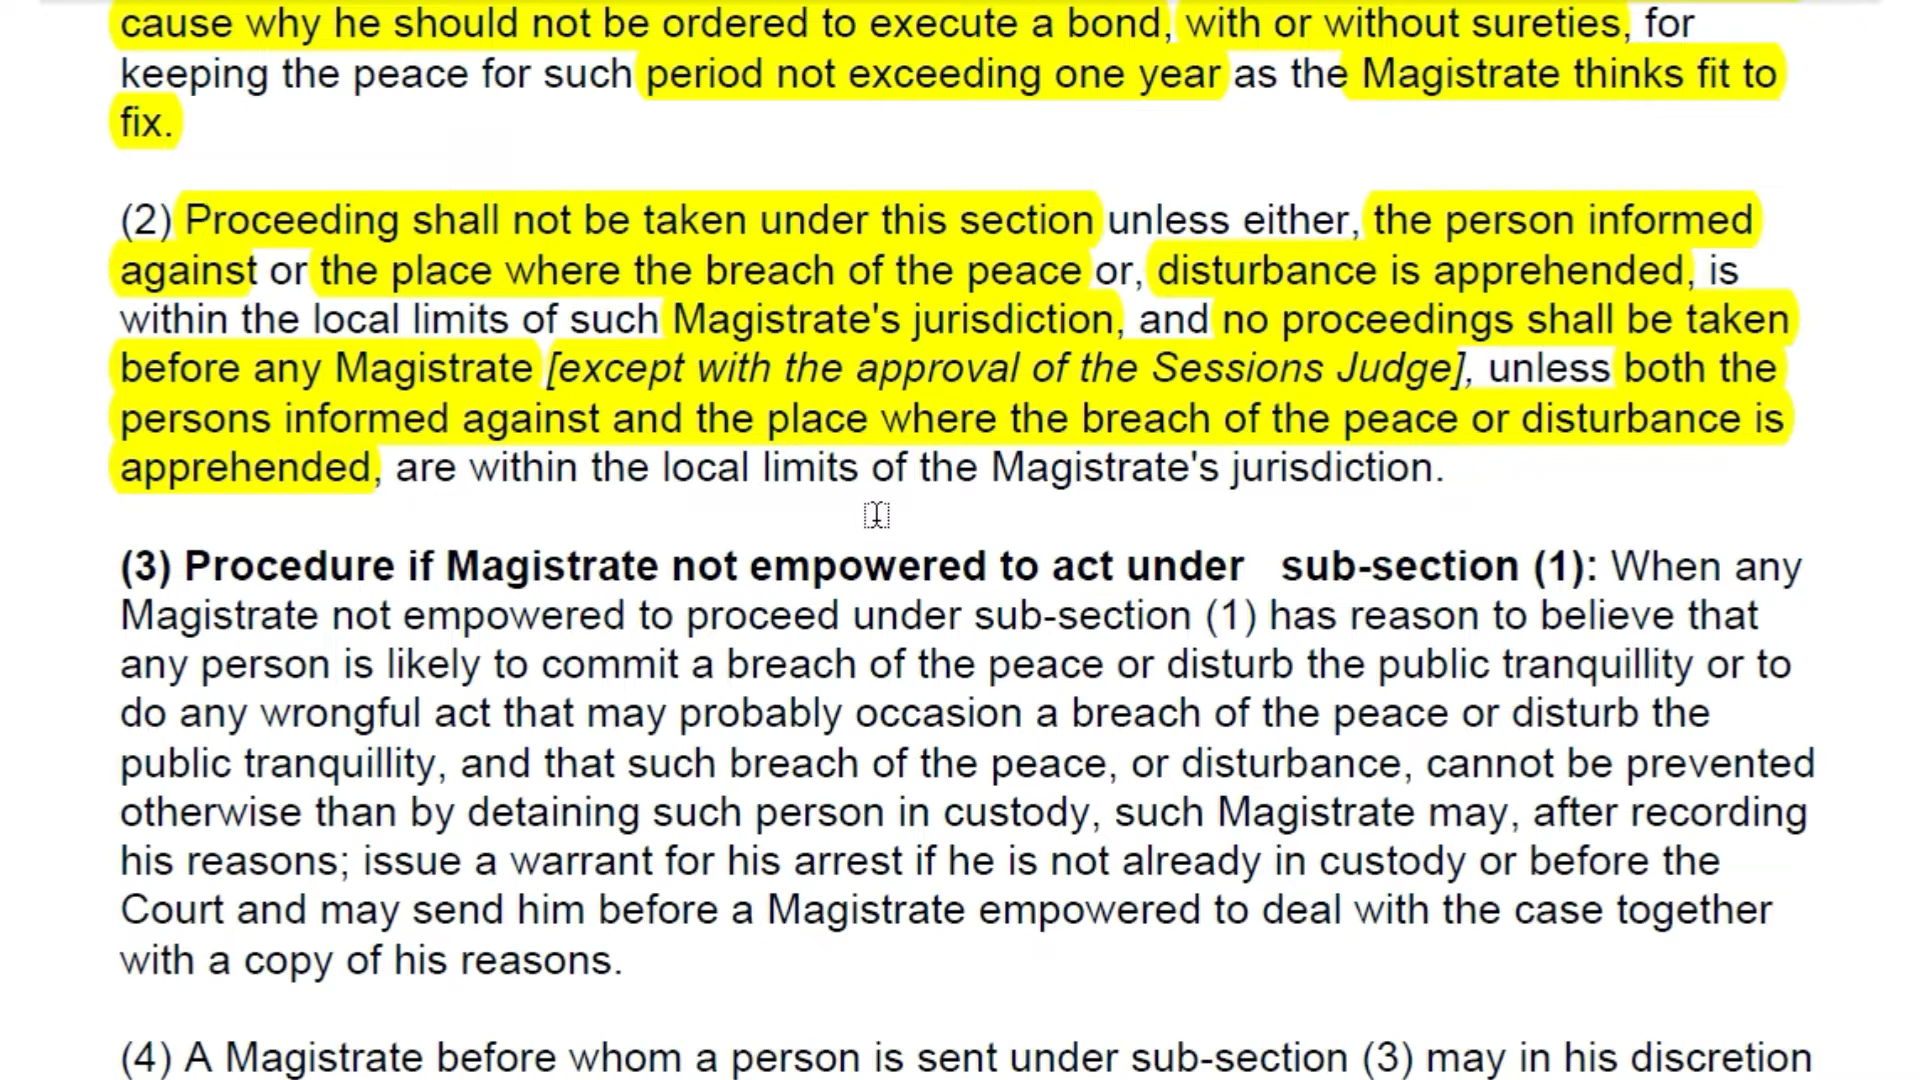 cause why he should not be ordered to execute a bond, with or without sureties, for
keeping the peace for such period not exceeding one year as the Magistrate thinks fit to
fix.
(2) Proceeding shall not be taken under this section unless either, the person informed
against or the place where the breach of the peace or, disturbance is apprehended, is
within the local limits of such Magistrate's jurisdiction, and no proceedings shall be taken
before any Magistrate [except with the approval of the Sessions Judge], unless both the
persons informed against and the place where the breach of the peace or disturbance is
apprehended, are within the local limits of the Magistrate's jurisdiction.
(3) Procedure if Magistrate not empowered to act under sub-section (1): When any
Magistrate not empowered to proceed under sub-section (1) has reason to believe that
any person is likely to commit a breach of the peace or disturb the public tranquillity or to
do any wrongful act that may probably occasion a breach of the peace or disturb the
public tranquillity, and that such breach of the peace, or disturbance, cannot be prevented
otherwise than by detaining such person in custody, such Magistrate may, after recording
his reasons; issue a warrant for his arrest if he is not already in custody or before the
Court and may send him before a Magistrate empowered to deal with the case together
with a copy of his reasons.
(4) A Magistrate before whom a person is sent under sub-section (3) may in his discretion